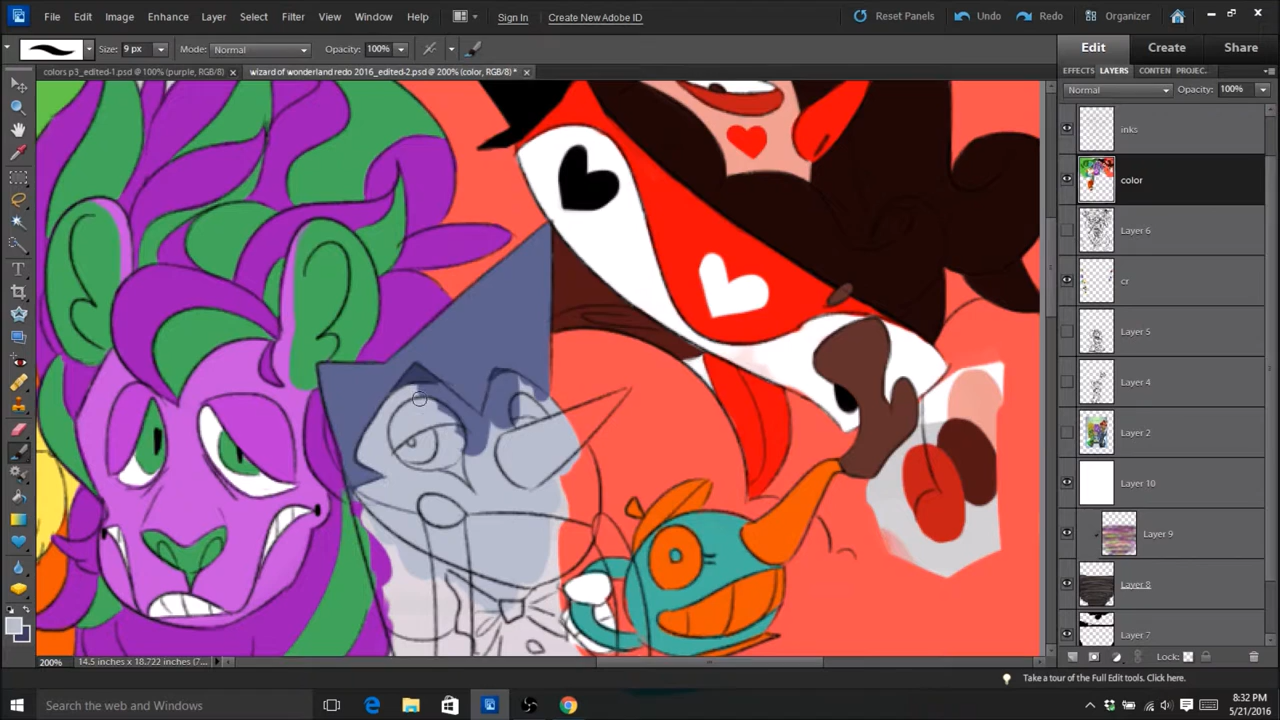 File Edit Image Enhance Layer Select Filter View Window Help Sign In Create New Adobe ID Reset Panels Undo Redo Organizer
Size: 9 px Mode: Normal Opacity: 100% Edit Create Share
colors p3_edited-1.psd @ 100% (purple, RGB/8) × wizard of wonderland redo 2016_edited-2.psd @ 200% (color, RGB/8) * × EFFECTS LAYERS CONTEN PROJEC.
Normal Opacity: 100%
inks
color
Layer 6
cr
Layer 5
Layer 4
Layer 2
Layer 10
Layer 9
Layer 8
Layer 7
200% 14.5 inches x 18.722 inches (7... Lock:
Take a tour of the Full Edit tools. Click here.
Search the web and Windows 8:32 PM
5/21/2016